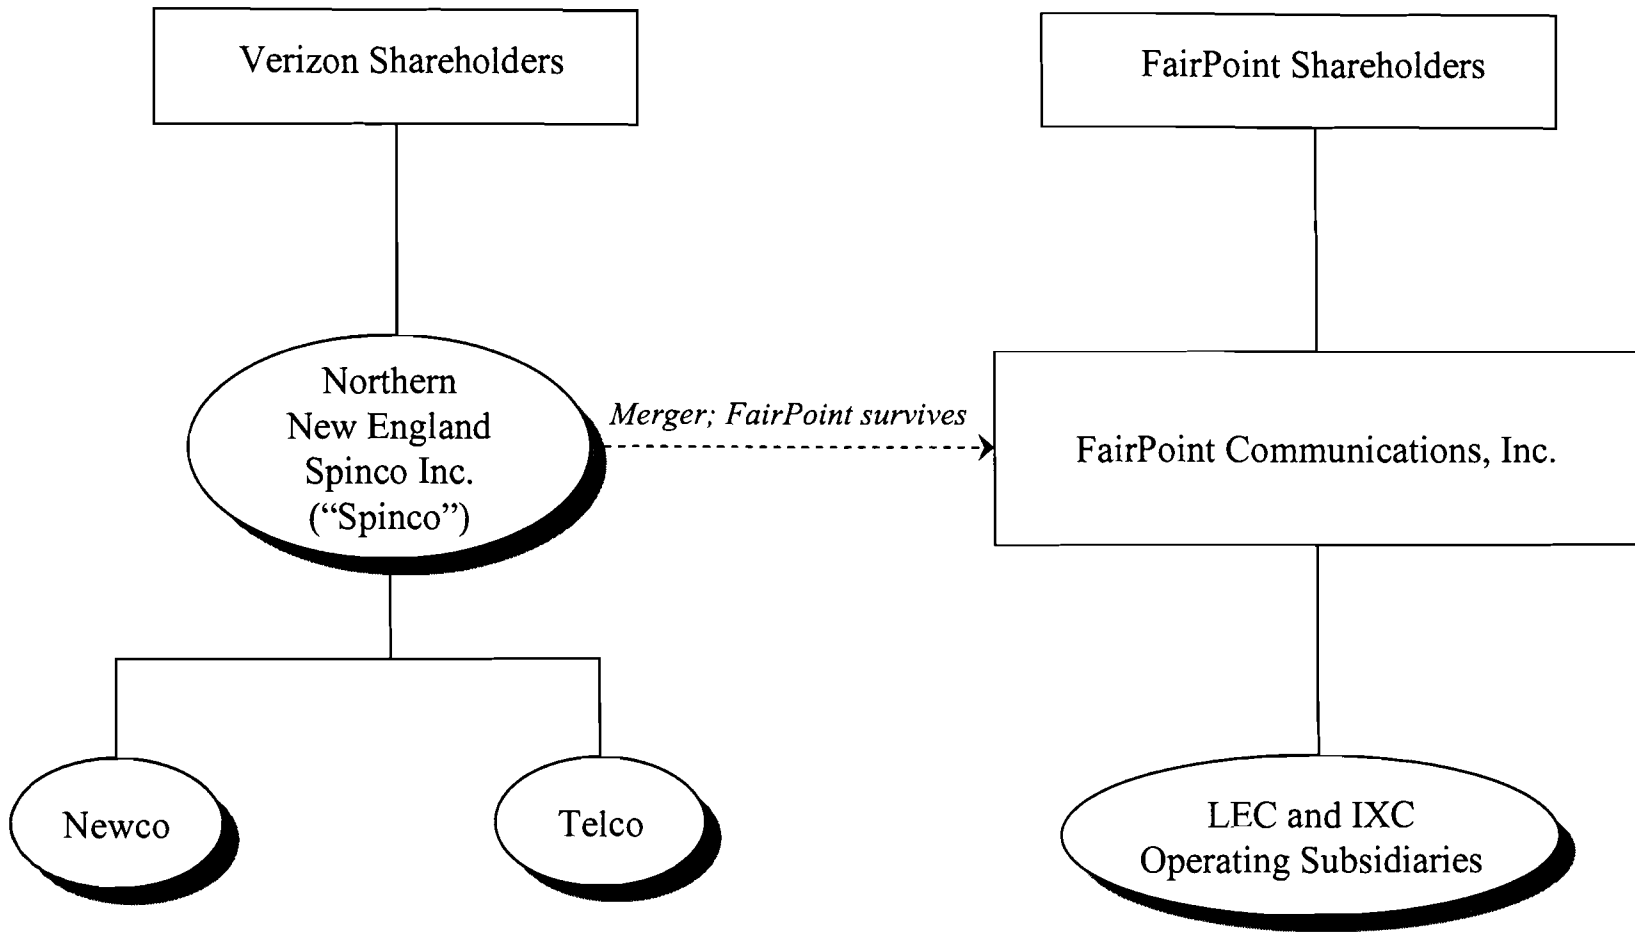 Verizon Shareholders
FairPoint Shareholders
Northern
New England
Spinco Inc.
(“Spinco”)
Merger; FairPoint survives
FairPoint Communications, Inc.
Newco
Telco
LEC and IXC
Operating Subsidiaries